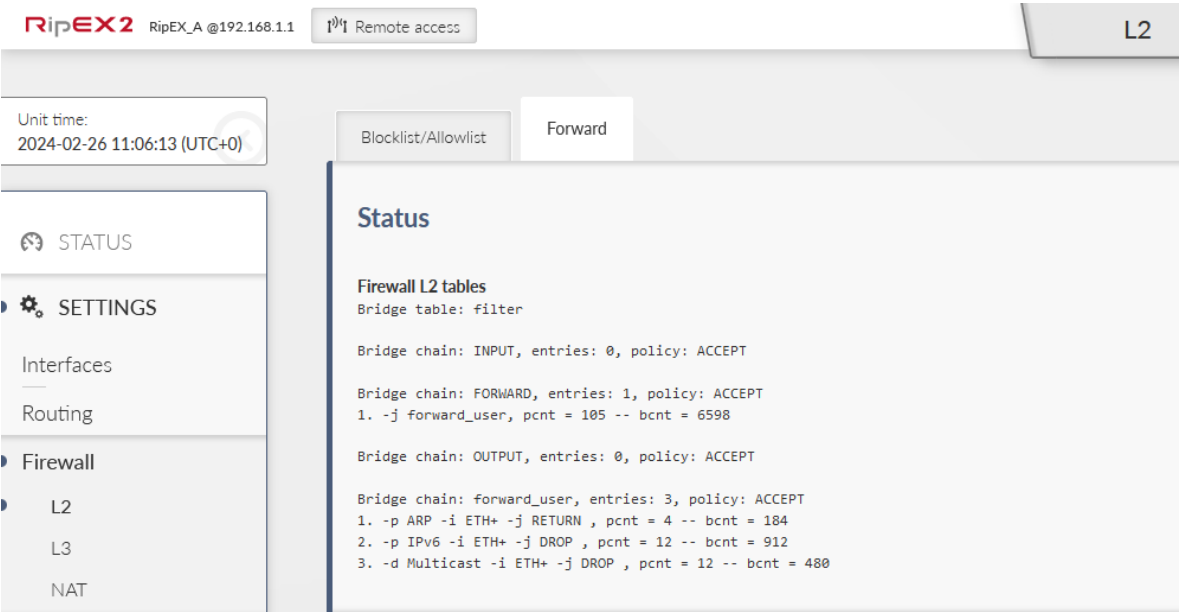 RipEX2 RipEX_A @192.168.1.1 Remote access L2
Unit time:
2024-02-26 11:06:13 (UTC+0)
STATUS
SETTINGS
Interfaces
Routing
Firewall
L2
L3
NAT
Blocklist/Allowlist Forward
Status
Firewall L2 tables
Bridge table: filter
Bridge chain: INPUT, entries: 0, policy: ACCEPT
Bridge chain: FORWARD, entries: 1, policy: ACCEPT
1. -j forward_user, pcnt = 105 -- bcnt = 6598
Bridge chain: OUTPUT, entries: 0, policy: ACCEPT
Bridge chain: forward_user, entries: 3, policy: ACCEPT
1. -p ARP -i ETH+ -j RETURN , pcnt = 4 -- bcnt = 184
2. -p IPv6 -i ETH+ -j DROP , pcnt = 12 -- bcnt = 912
3. -d Multicast -i ETH+ -j DROP , pcnt = 12 -- bcnt = 480